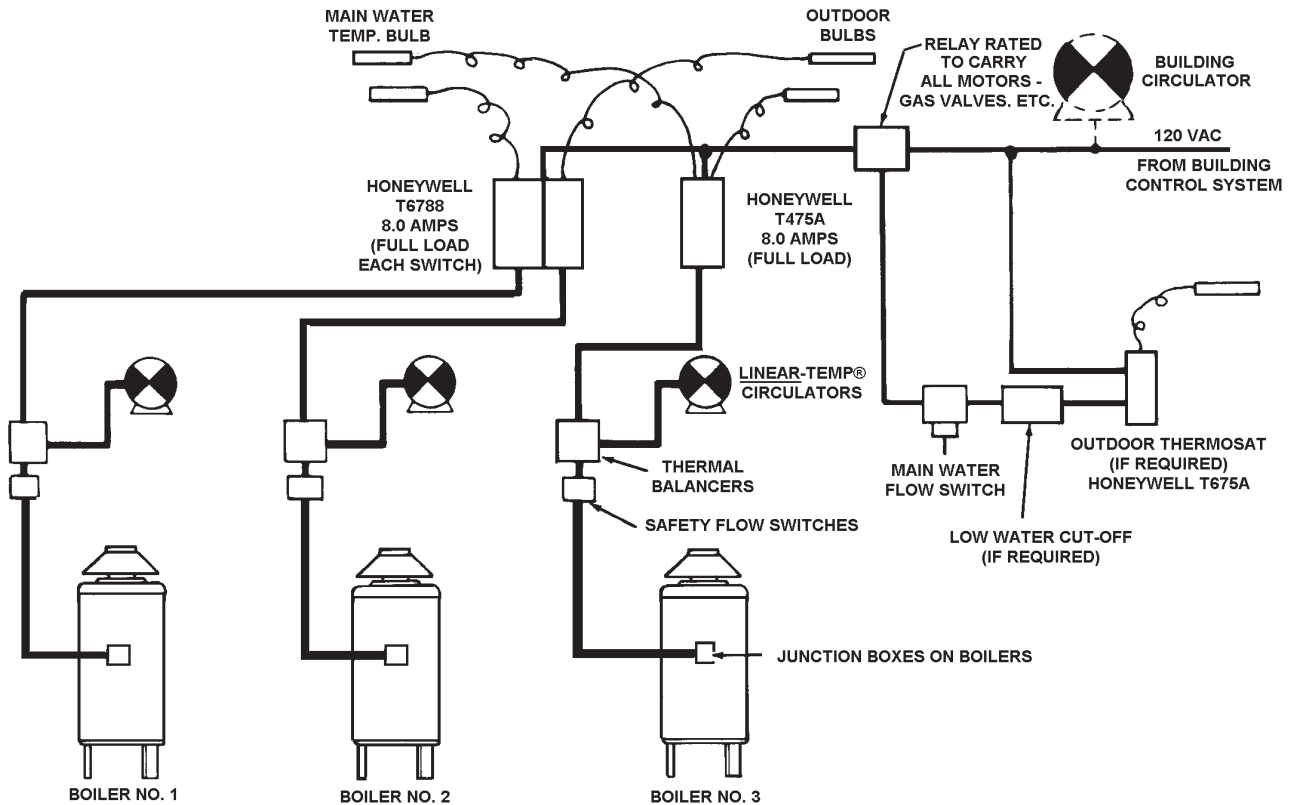 MAIN WATER
TEMP. BULB
OUTDOOR
BULBS
RELAY RATED
TO CARRY
ALL MOTORS -
GAS VALVES, ETC.
BUILDING
CIRCULATOR
120 VAC
FROM BUILDING
CONTROL SYSTEM
HONEYWELL
T6788
8.0 AMPS
(FULL LOAD
EACH SWITCH)
HONEYWELL
T475A
8.0 AMPS
(FULL LOAD)
LINEAR-TEMP®
CIRCULATORS
THERMAL
BALANCERS
SAFETY FLOW SWITCHES
MAIN WATER
FLOW SWITCH
OUTDOOR THERMOSAT
(IF REQUIRED)
HONEYWELL T675A
LOW WATER CUT-OFF
(IF REQUIRED)
JUNCTION BOXES ON BOILERS
BOILER NO. 1
BOILER NO. 2
BOILER NO. 3